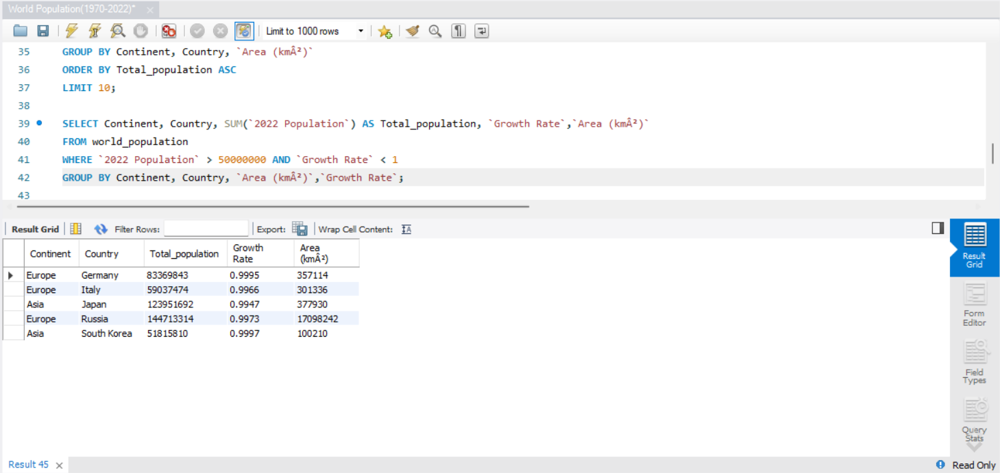 World Population(1970-2022)*
Limit to 1000 rows
35 GROUP BY Continent, Country, `Area (kmÂ²)`
36 ORDER BY Total_population ASC
37 LIMIT 10;
38
39 SELECT Continent, Country, SUM(`2022 Population`) AS Total_population, `Growth Rate`,`Area (kmÂ²)`
40 FROM world_population
41 WHERE `2022 Population` > 50000000 AND `Growth Rate` < 1
42 GROUP BY Continent, Country, `Area (kmÂ²)`,`Growth Rate`;
43
Result Grid Filter Rows: Export: Wrap Cell Content: IA
Continent Country Total_population Growth Rate Area (kmÂ²)
Europe Germany 83369843 0.9995 357114
Europe Italy 59037474 0.9966 301336
Asia Japan 123951692 0.9947 377930
Europe Russia 144713314 0.9973 17098242
Asia South Korea 51815810 0.9997 100210
Result
Grid
Form
Editor
Field
Types
Query
Stats
Result 45
Read Only